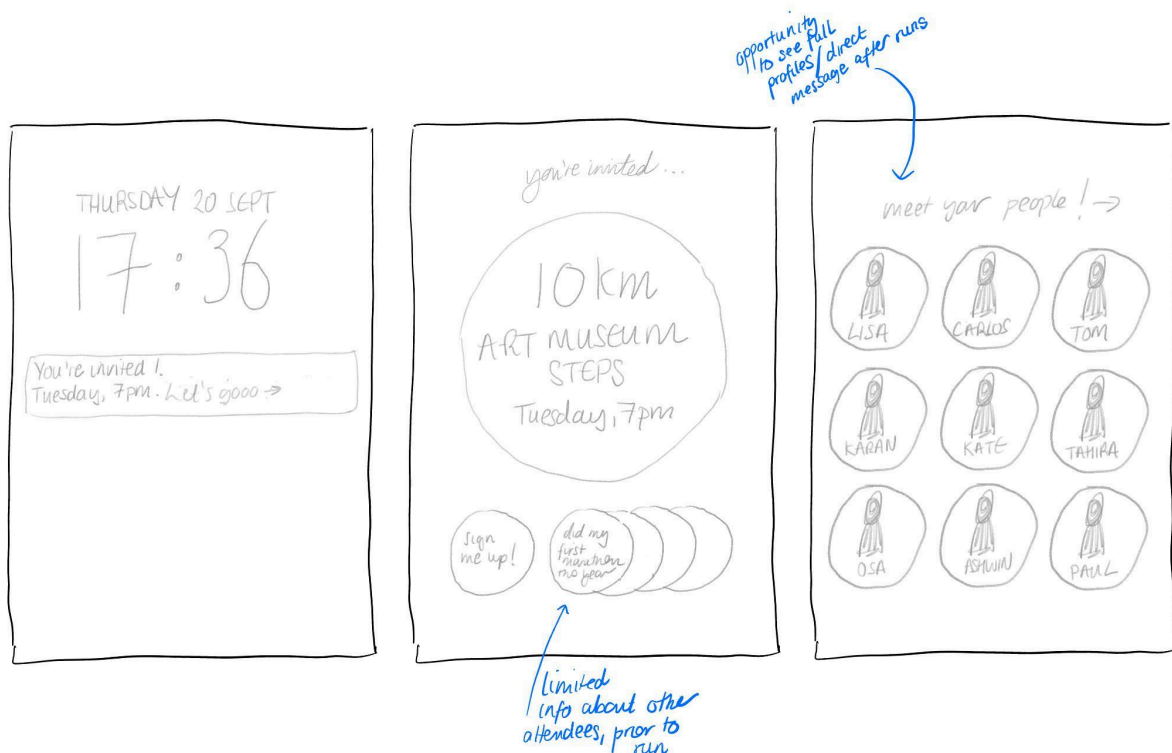 opportunity
to see full
profiles/direct
message after runs
THURSDAY 20 SEPT
17:36
You're invited!
Tuesday, 7pm. Let's gooo →
you're invited...
10km
ART MUSEUM
STEPS
Tuesday, 7pm
sign
me up!
did my
first
marathon
this year
limited
info about other
attendees, prior to
run
meet your people! →
LISA CARLOS TOM
KARAN KATE TAHIRA
OSA ASHWIN PAUL